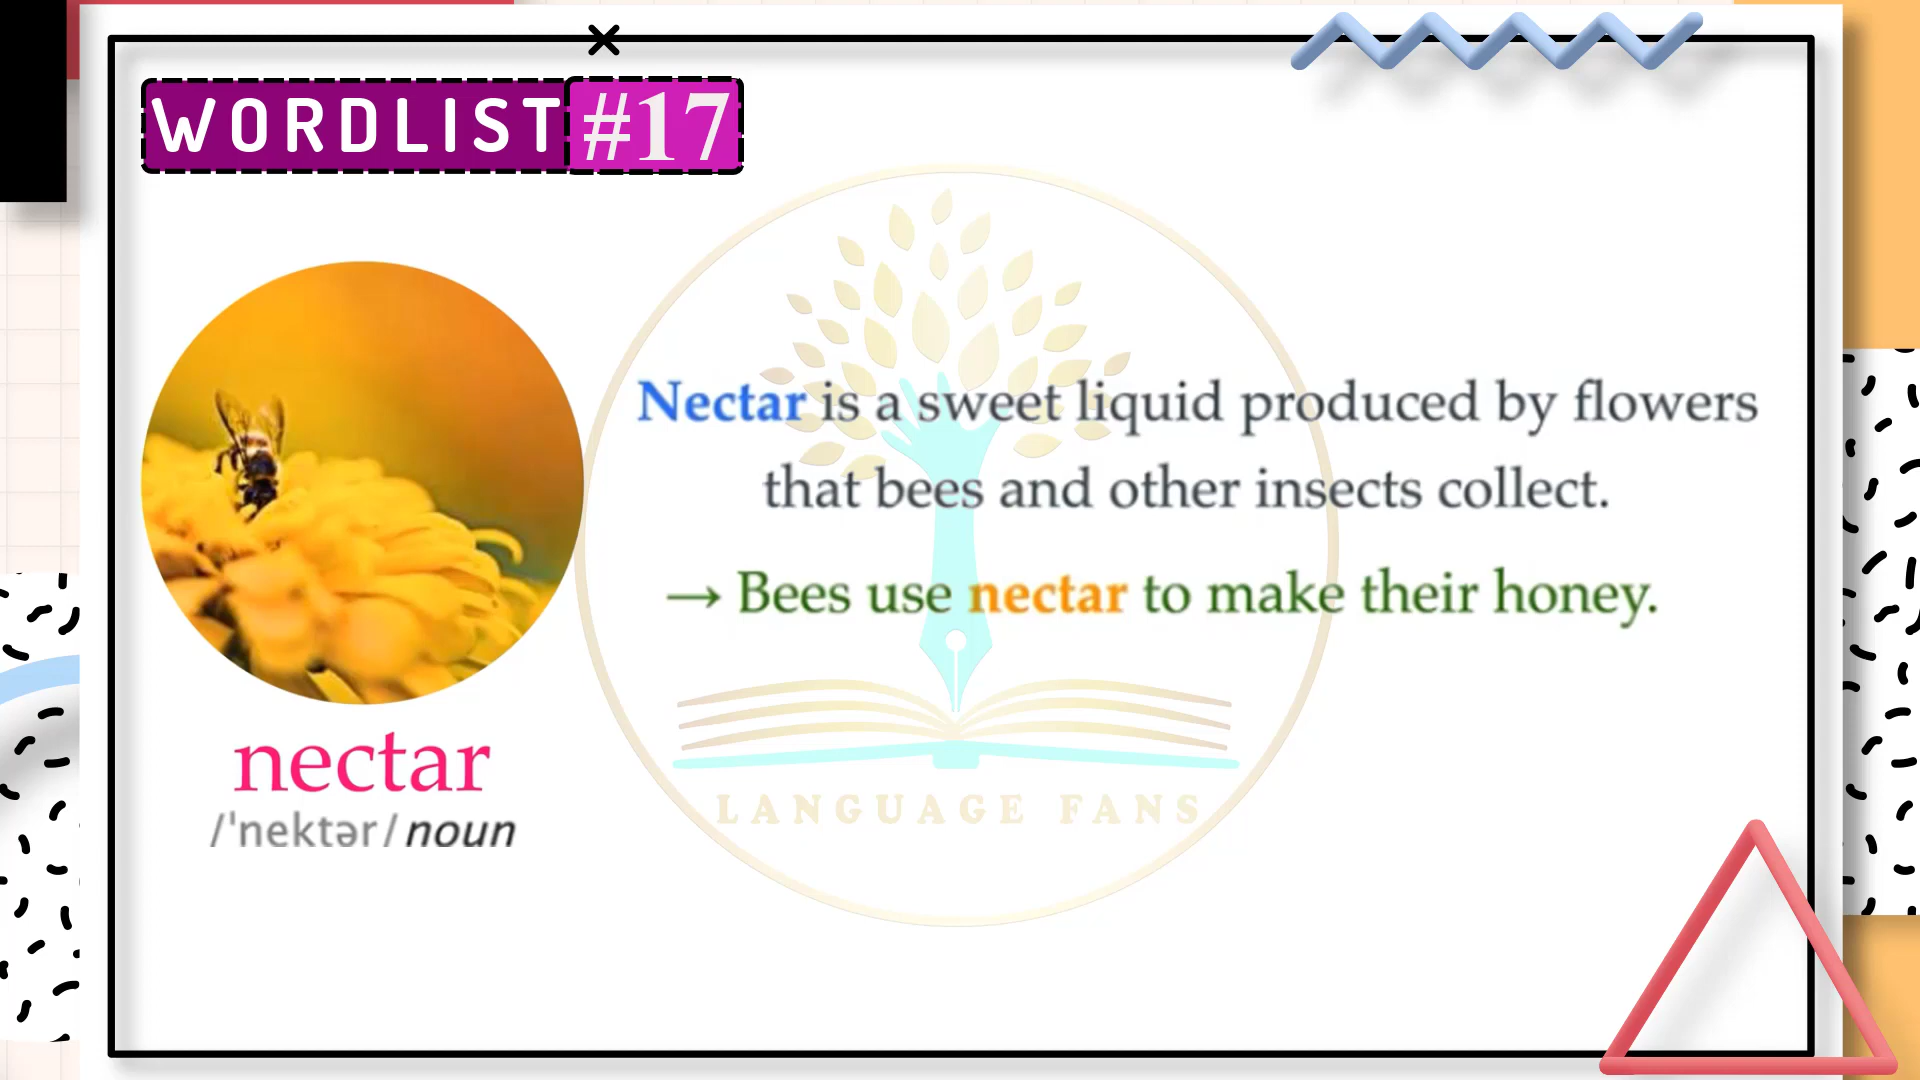 WORDLIST #17
Nectar is a sweet liquid produced by flowers
that bees and other insects collect.
→ Bees use nectar to make their honey.
nectar
/ˈnektər/ noun
LANGUAGE FANS